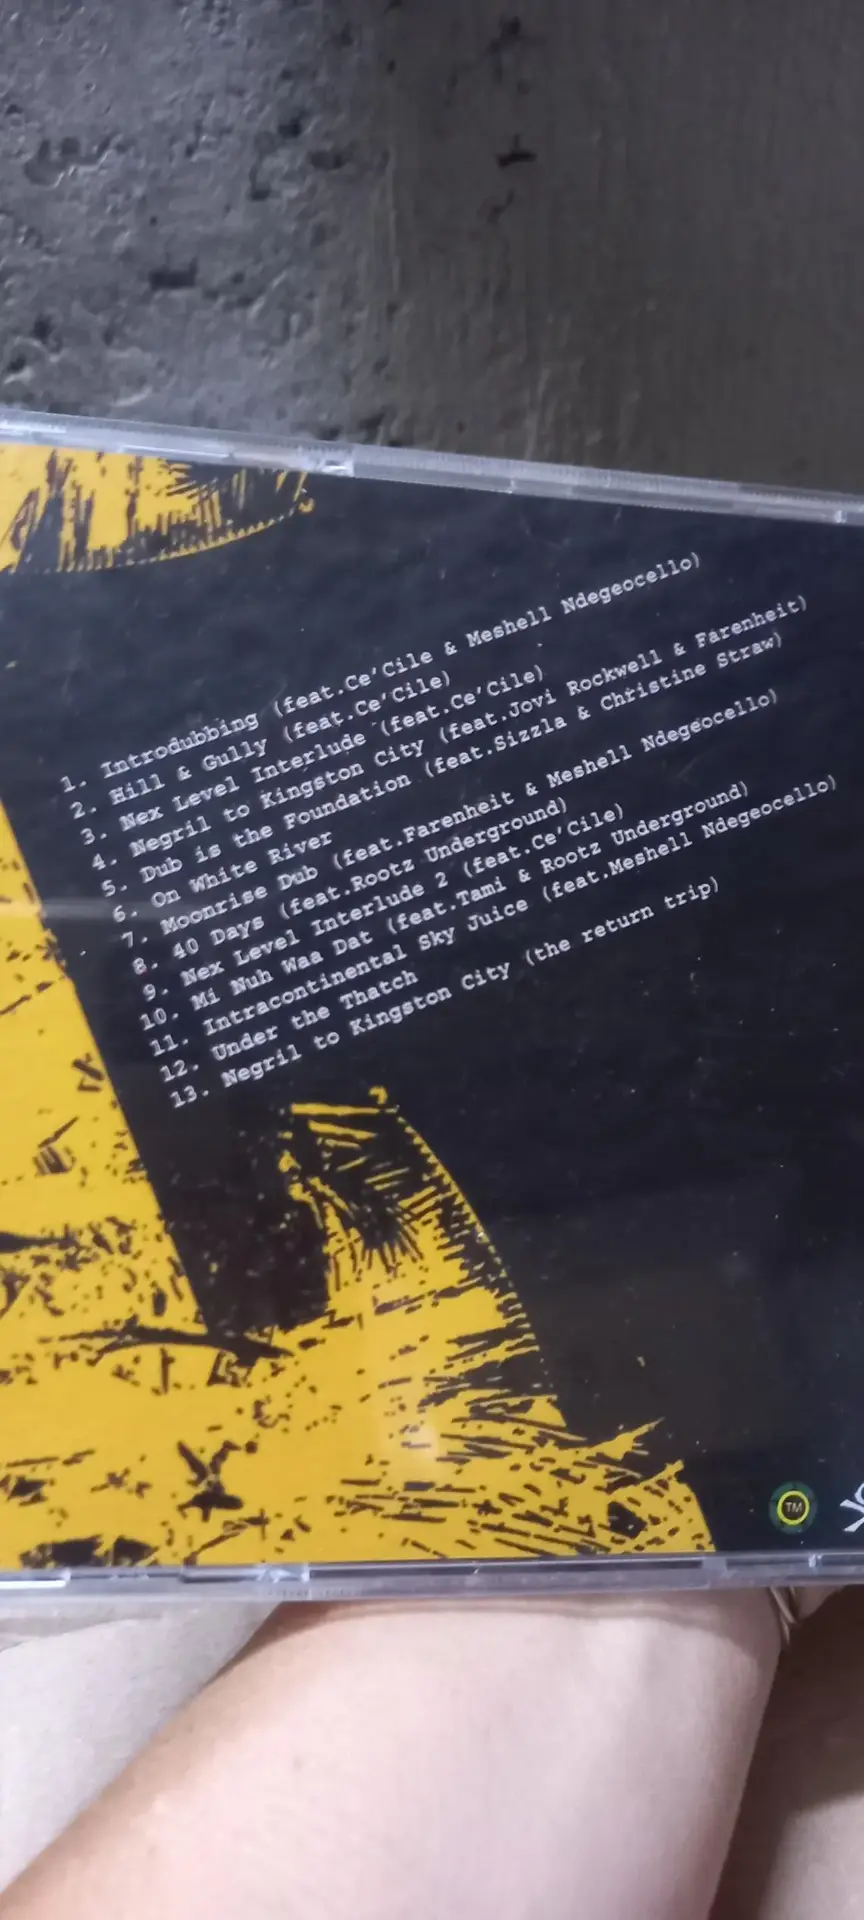 1. Introdubbing (feat.Ce'Cile & Meshell Ndegeocello)
2. Hill & Gully (feat.Ce'Cile)
3. Nex Level Interlude (feat.Ce'Cile)
4. Negril to Kingston City (feat.Jovi Rockwell & Farenheit)
5. Dub is the Foundation (feat.Sizzla & Christine Straw)
6. On White River
7. Moonrise Dub (feat.Farenheit & Meshell Ndegeocello)
8. 40 Days (feat.Rootz Underground)
9. Nex Level Interlude 2 (feat.Ce'Cile)
10. Mi Nuh Waa Dat (feat.Tami & Rootz Underground)
11. Intracontinental Sky Juice (feat.Meshell Ndegeocello)
12. Under the Thatch
13. Negril to Kingston City (the return trip)
TM